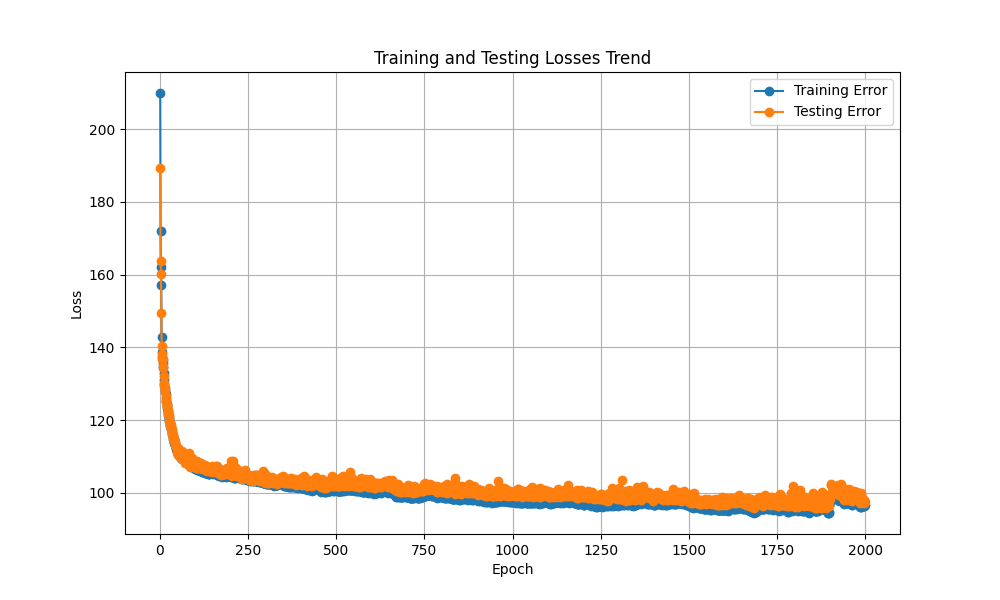 Training and Testing Losses Trend
Training Error
Testing Error
200
180
160
140
120
100
Loss
0 250 500 750 1000 1250 1500 1750 2000
Epoch